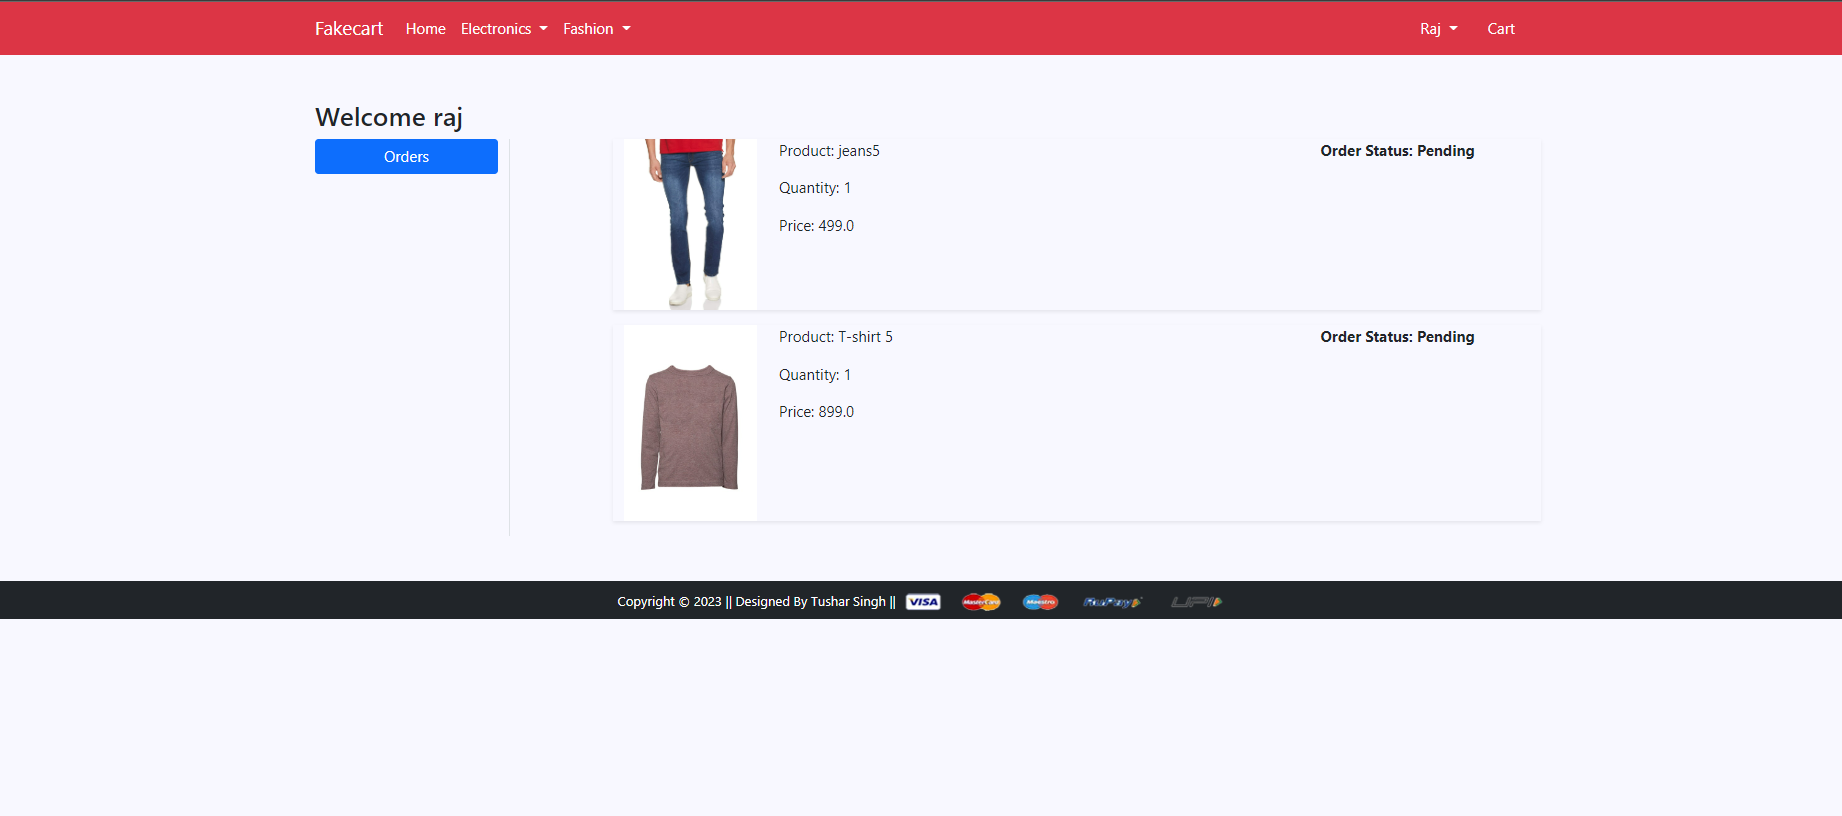 Fakecart Home Electronics Fashion Raj Cart
Welcome raj
Orders
Product: jeans5 Order Status: Pending
Quantity: 1
Price: 499.0
Product: T-shirt 5 Order Status: Pending
Quantity: 1
Price: 899.0
Copyright © 2023 || Designed By Tushar Singh || VISA MasterCard Maestro RuPay UPI